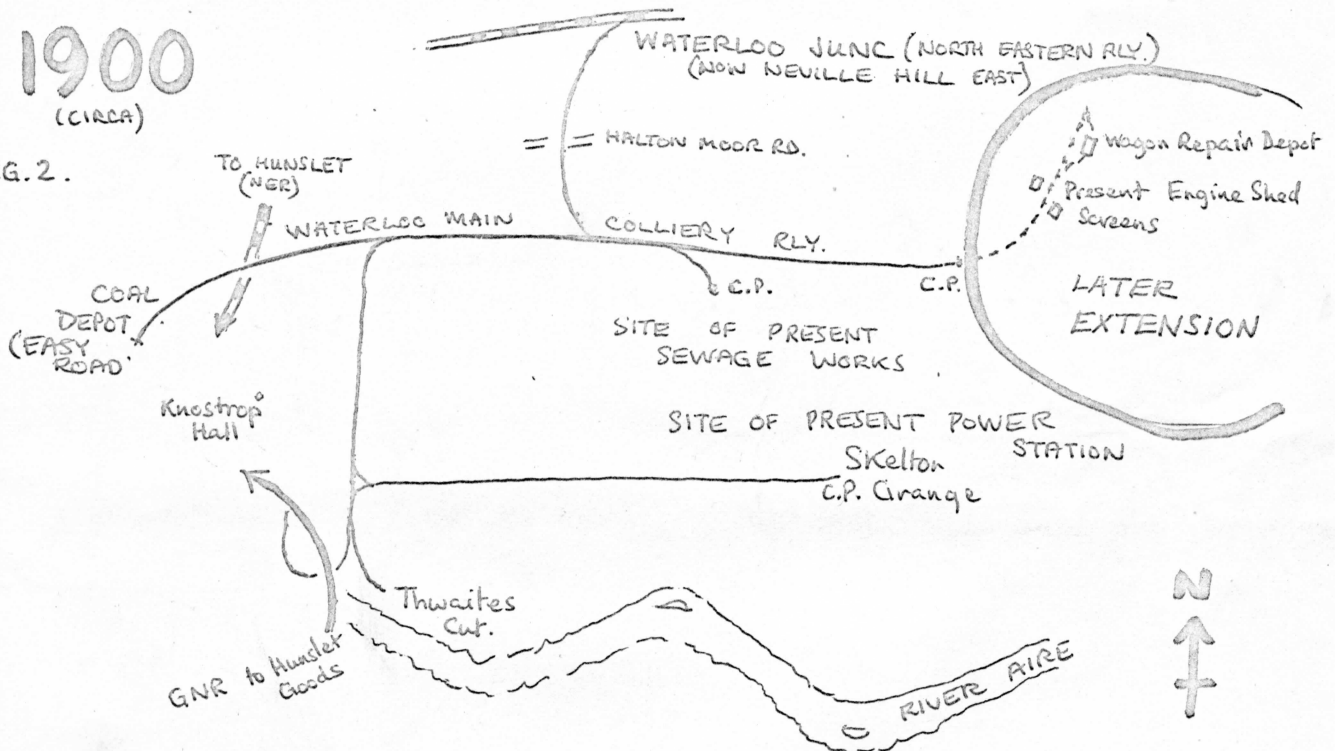 1900
(CIRCA)
G.2.
WATERLOO JUNC (NORTH EASTERN RLY.)
(NOW NEVILLE HILL EAST)
HALTON MOOR RD.
TO HUNSLET
(NER)
WATERLOO MAIN COLLIERY RLY.
Wagon Repair Depot
Present Engine Shed
Screens
COAL
DEPOT
(EASY
ROAD'
C.P.
C.P.
LATER
EXTENSION
SITE OF PRESENT
SEWAGE WORKS
Knostrop
Hall
SITE OF PRESENT POWER
STATION
Skelton
C.P. Grange
Thwaites
Cut.
GNR to Hunslet
Goods
RIVER AIRE
N